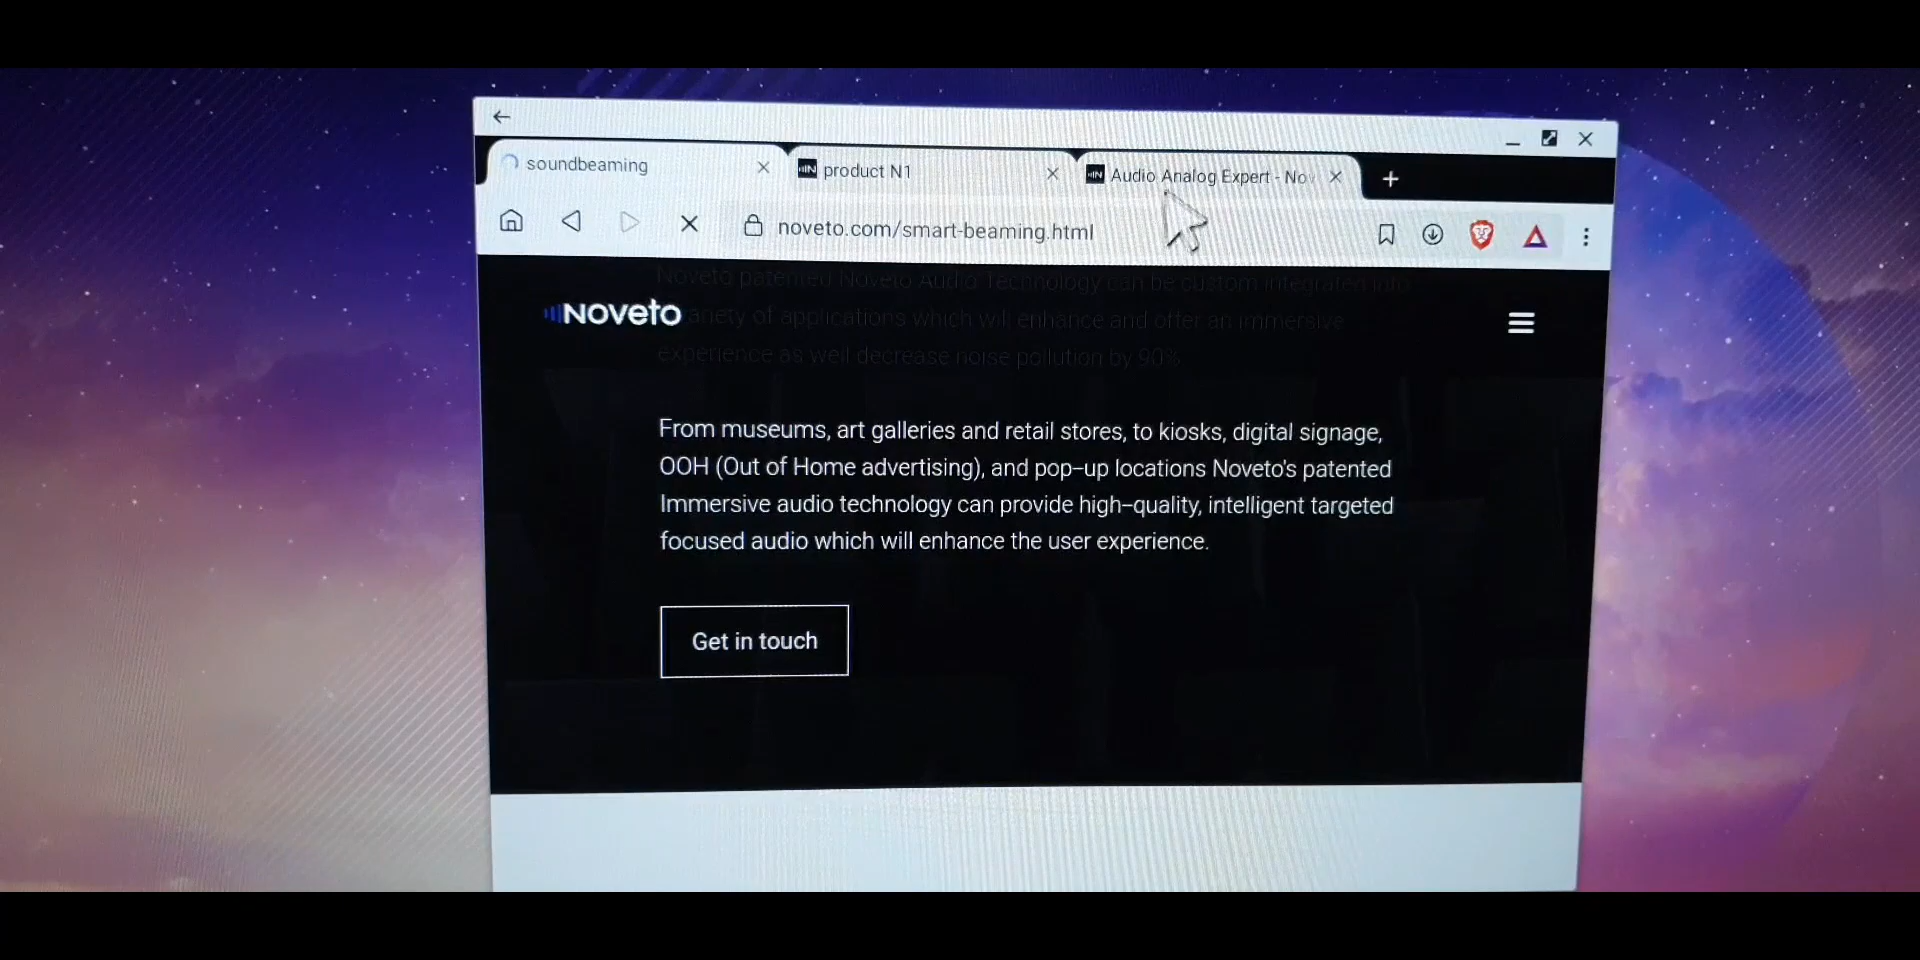 soundbeaming
product N1
Audio Analog Expert - Nov
noveto.com/smart-beaming.html
Noveto patented Noveto Audio Technology can be custom integrated into
Noveto
variety of applications which will enhance and offer an immersive
experience as well decrease noise pollution by 90%
From museums, art galleries and retail stores, to kiosks, digital signage,
OOH (Out of Home advertising), and pop-up locations Noveto's patented
Immersive audio technology can provide high-quality, intelligent targeted
focused audio which will enhance the user experience.
Get in touch